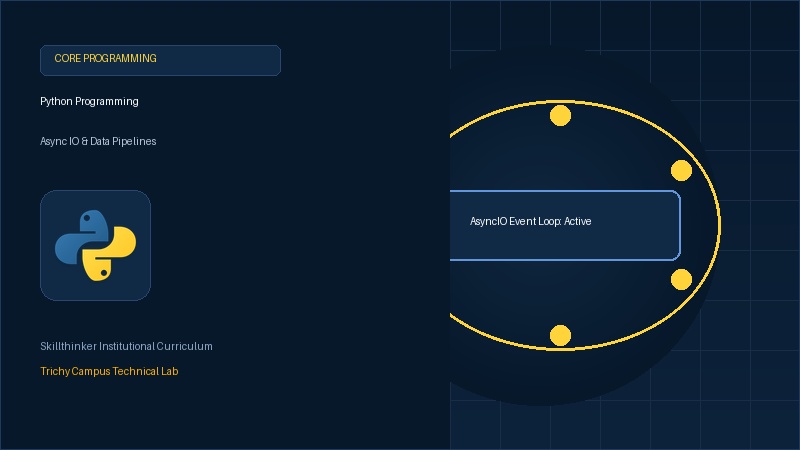 CORE PROGRAMMING
Python Programming
Async IO & Data Pipelines
AsyncIO Event Loop: Active
Skillthinker Institutional Curriculum
Trichy Campus Technical Lab